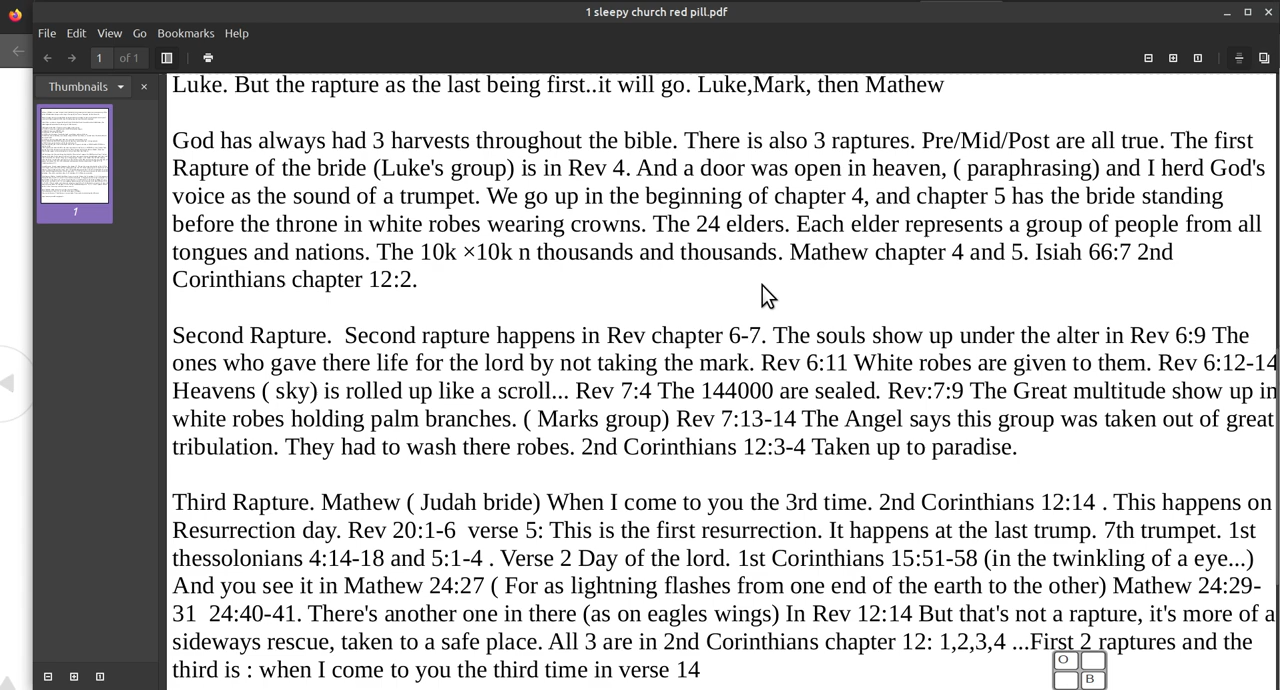 1 sleepy church red pill.pdf
File Edit View Go Bookmarks Help
1 of 1
Thumbnails
1
Luke. But the rapture as the last being first..it will go. Luke,Mark, then Mathew
God has always had 3 harvests throughout the bible. There is also 3 raptures. Pre/Mid/Post are all true. The first
Rapture of the bride (Luke's group) is in Rev 4. And a door was open in heaven, ( paraphrasing) and I herd God's
voice as the sound of a trumpet. We go up in the beginning of chapter 4, and chapter 5 has the bride standing
before the throne in white robes wearing crowns. The 24 elders. Each elder represents a group of people from all
tongues and nations. The 10k ×10k n thousands and thousands. Mathew chapter 4 and 5. Isiah 66:7 2nd
Corinthians chapter 12:2.
Second Rapture.  Second rapture happens in Rev chapter 6-7. The souls show up under the alter in Rev 6:9 The
ones who gave there life for the lord by not taking the mark. Rev 6:11 White robes are given to them. Rev 6:12-14
Heavens ( sky) is rolled up like a scroll... Rev 7:4 The 144000 are sealed. Rev:7:9 The Great multitude show up in
white robes holding palm branches. ( Marks group) Rev 7:13-14 The Angel says this group was taken out of great
tribulation. They had to wash there robes. 2nd Corinthians 12:3-4 Taken up to paradise.
Third Rapture. Mathew ( Judah bride) When I come to you the 3rd time. 2nd Corinthians 12:14 . This happens on
Resurrection day. Rev 20:1-6  verse 5: This is the first resurrection. It happens at the last trump. 7th trumpet. 1st
thessolonians 4:14-18 and 5:1-4 . Verse 2 Day of the lord. 1st Corinthians 15:51-58 (in the twinkling of a eye...)
And you see it in Mathew 24:27 ( For as lightning flashes from one end of the earth to the other) Mathew 24:29-
31  24:40-41. There's another one in there (as on eagles wings) In Rev 12:14 But that's not a rapture, it's more of a
sideways rescue, taken to a safe place. All 3 are in 2nd Corinthians chapter 12: 1,2,3,4 ...First 2 raptures and the
third is : when I come to you the third time in verse 14
O
B